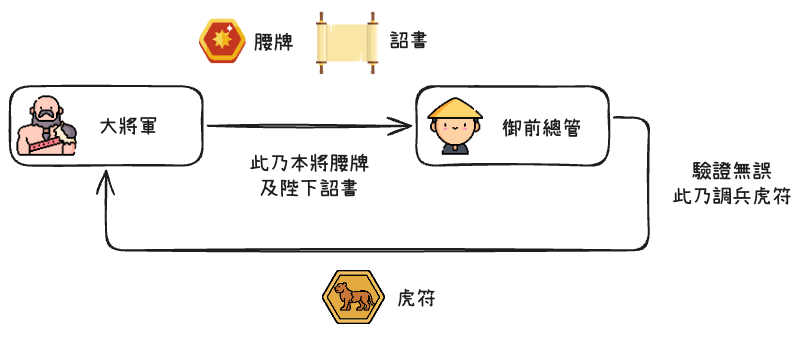 腰牌
詔書
大將軍
御前總管
此乃本將腰牌
及陛下詔書
驗證無誤
此乃調兵虎符
虎符